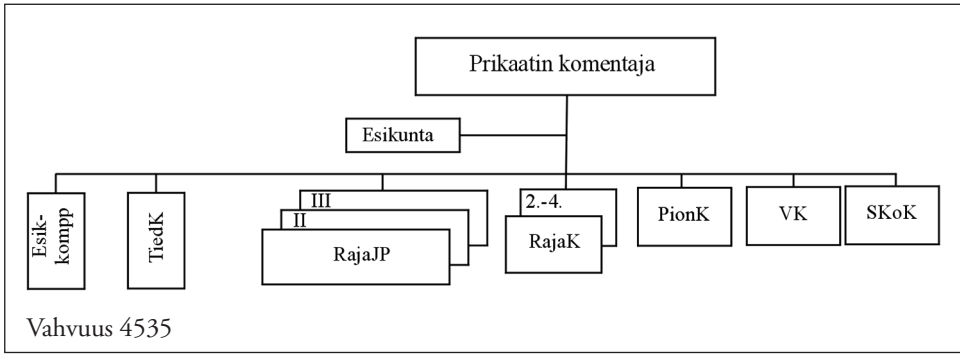 Prikaatin komentaja
Esikunta
Esik-
kompp
TiedK
III
II
RajaJP
2.-4.
RajaK
PionK
VK
SKoK
Vahvuus 4535